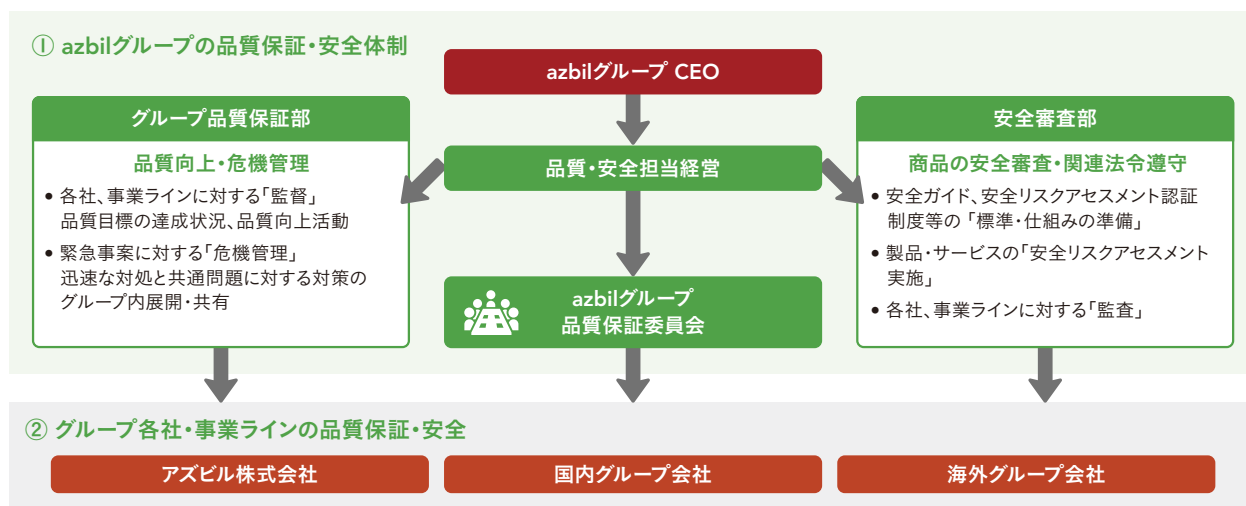 ① azbilグループの品質保証・安全体制
azbilグループ CEO
グループ品質保証部
品質向上・危機管理
• 各社、事業ラインに対する「監督」
品質目標の達成状況、品質向上活動
• 緊急事案に対する「危機管理」
迅速な対処と共通問題に対する対策の
グループ内展開・共有
品質・安全担当経営
azbilグループ
品質保証委員会
安全審査部
商品の安全審査・関連法令遵守
• 安全ガイド、安全リスクアセスメント認証
制度等の「標準・仕組みの準備」
• 製品・サービスの「安全リスクアセスメント
実施」
• 各社、事業ラインに対する「監査」
② グループ各社・事業ラインの品質保証・安全
アズビル株式会社
国内グループ会社
海外グループ会社